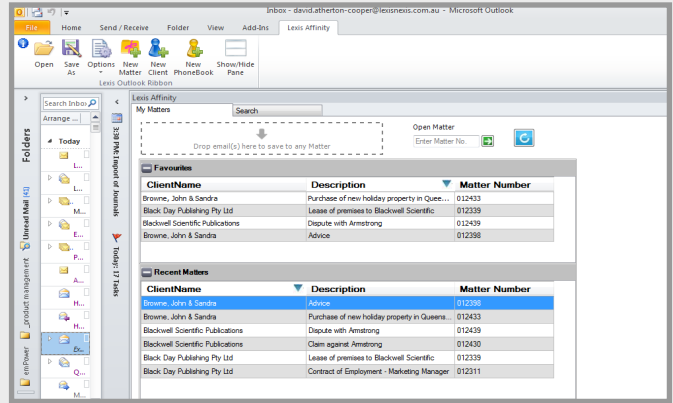 Inbox - david.atherton-cooper@lexisnexis.com.au - Microsoft Outlook
File Home Send / Receive Folder View Add-Ins Lexis Affinity
Open Save As Options New Matter New Client New PhoneBook Show/Hide Pane
Lexis Outlook Ribbon
Lexis Affinity
My Matters Search
Search Inbox
Arrange ...
Today
L...
L...
M...
E...
P...
A...
H...
H...
Ex...
Q...
M...
Folders
Unread Mail (41)
_product management
emPower
3:30 PM: Import of Journals
Today: 17 Tasks
Drop email(s) here to save to any Matter
Open Matter
Enter Matter No.
Favourites
ClientName Description Matter Number
Browne, John & Sandra Purchase of new holiday property in Quee... 012433
Black Day Publishing Pty Ltd Lease of premises to Blackwell Scientific 012339
Blackwell Scientific Publications Dispute with Armstrong 012439
Browne, John & Sandra Advice 012398
Recent Matters
ClientName Description Matter Number
Browne, John & Sandra Advice 012398
Browne, John & Sandra Purchase of new holiday property in Queens... 012433
Blackwell Scientific Publications Dispute with Armstrong 012439
Blackwell Scientific Publications Claim against Armstrong 012430
Black Day Publishing Pty Ltd Lease of premises to Blackwell Scientific 012339
Black Day Publishing Pty Ltd Contract of Employment - Marketing Manager 012311